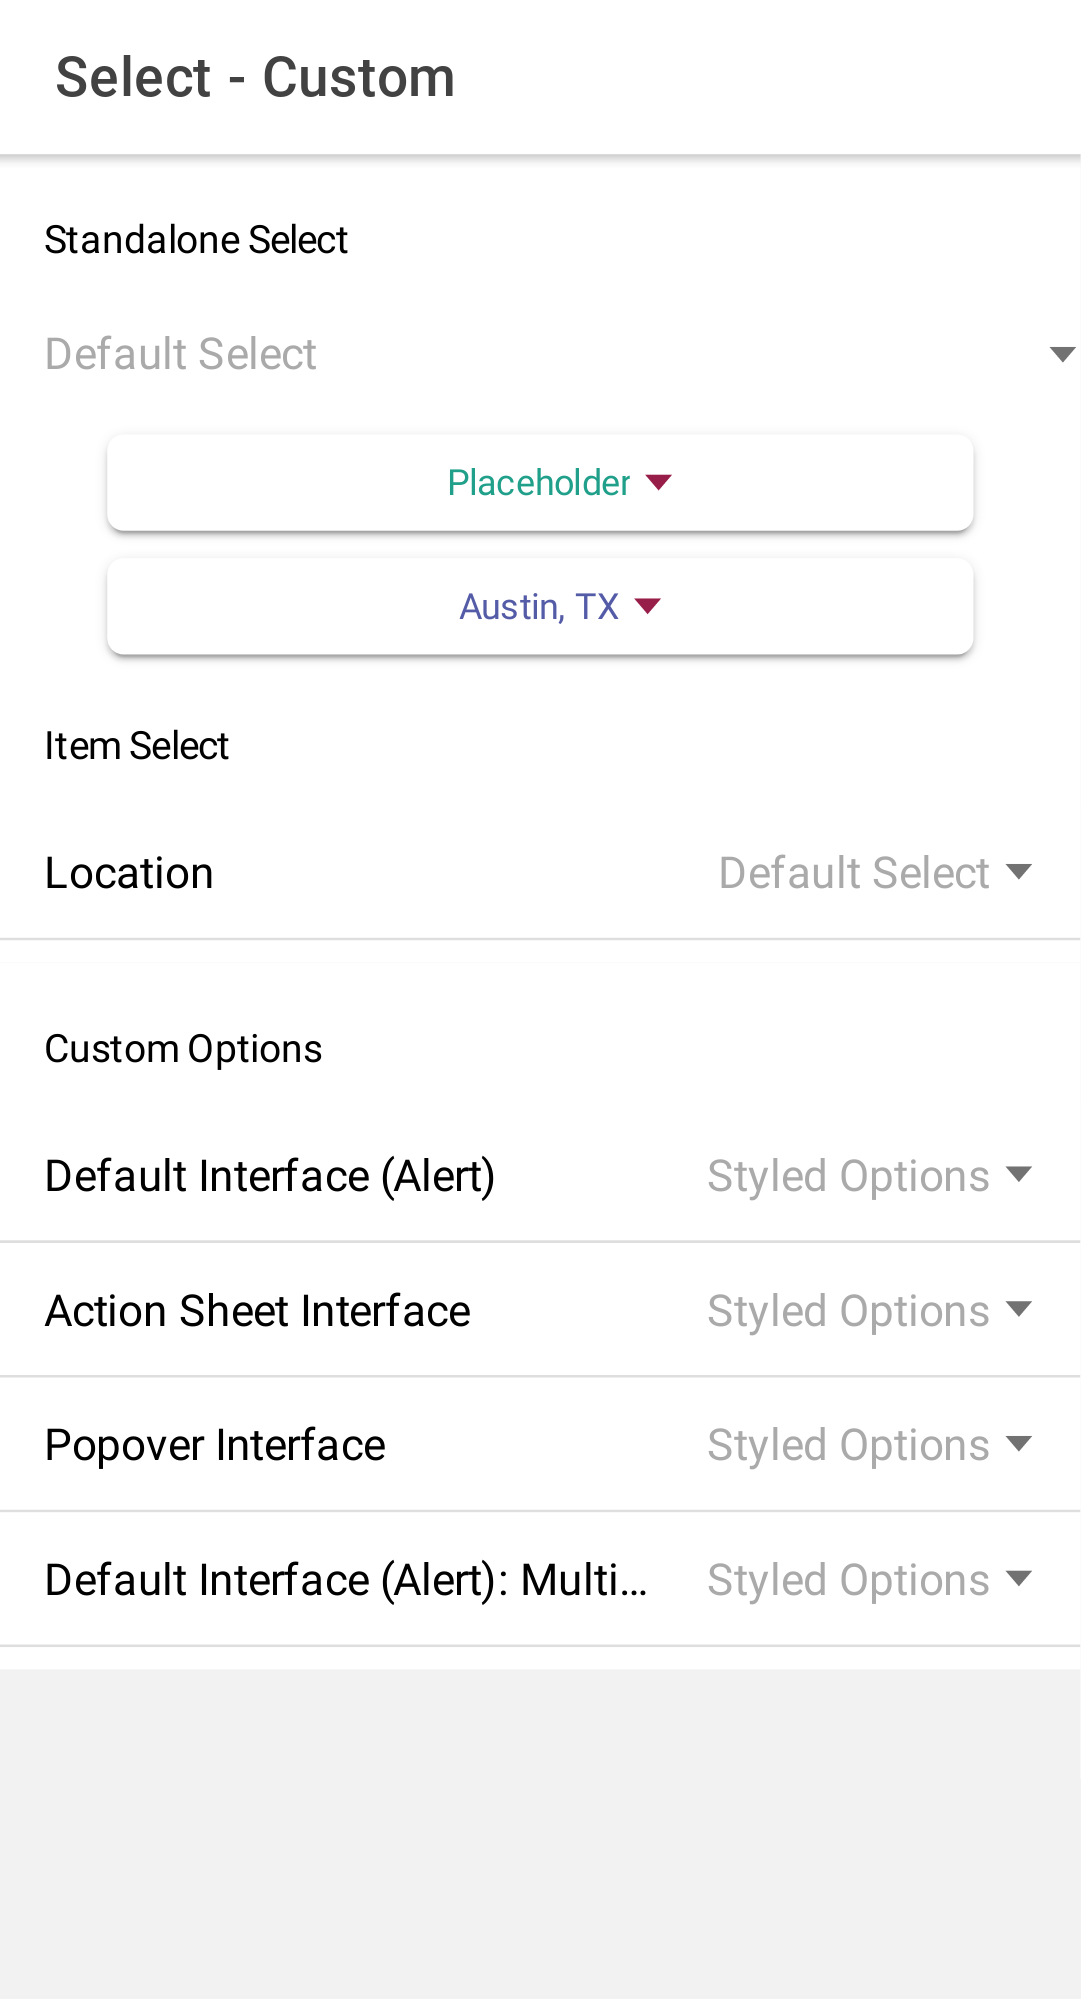 Select - Custom
Standalone Select
Default Select
Placeholder
Austin, TX
Item Select
Location Default Select
Custom Options
Default Interface (Alert) Styled Options
Action Sheet Interface Styled Options
Popover Interface Styled Options
Default Interface (Alert): Multi... Styled Options